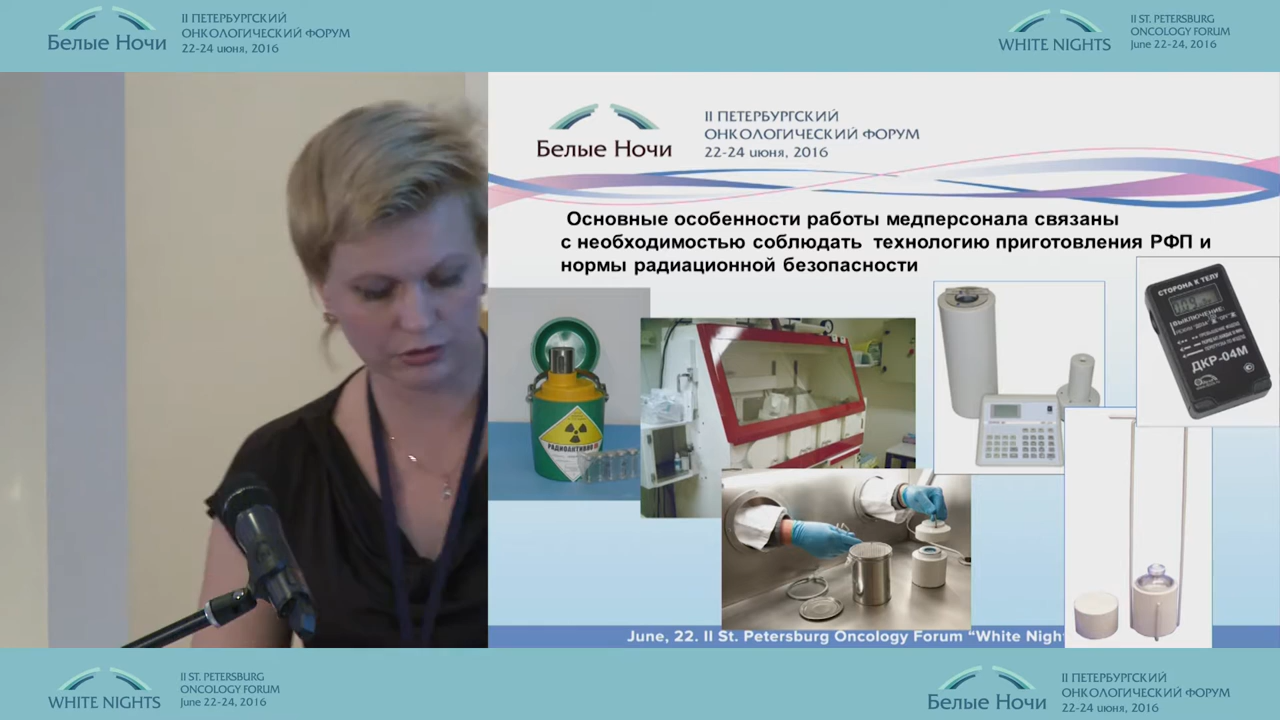 II ПЕТЕРБУРГСКИЙ
ОНКОЛОГИЧЕСКИЙ ФОРУМ
22-24 июня, 2016
Белые Ночи
WHITE NIGHTS
II ST. PETERSBURG
ONCOLOGY FORUM
June 22-24, 2016
Белые Ночи
II ПЕТЕРБУРГСКИЙ
ОНКОЛОГИЧЕСКИЙ ФОРУМ
22-24 июня, 2016
Основные особенности работы медперсонала связаны
с необходимостью соблюдать технологию приготовления РФП и
нормы радиационной безопасности
СТОРОНА К ТЕЛУ
ВЫКЛЮЧЕНИЕ:
ДКР-04М
РАДИОАКТИВНО
June, 22. II St. Petersburg Oncology Forum “White Nigh
WHITE NIGHTS
II ST. PETERSBURG
ONCOLOGY FORUM
June 22-24, 2016
Белые Ночи
II ПЕТЕРБУРГСКИЙ
ОНКОЛОГИЧЕСКИЙ ФОРУМ
22-24 июня, 2016